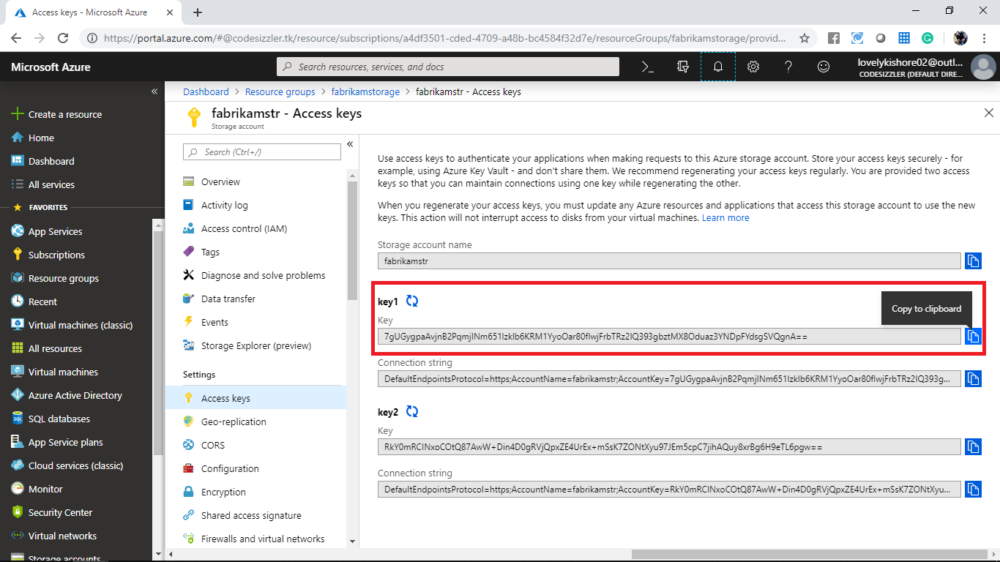 Access keys - Microsoft Azure
https://portal.azure.com/#@codesizzler.tk/resource/subscriptions/a4df3501-cded-4709-a48b-bc4584f32d7e/resourceGroups/fabrikamstorage/provid...
Microsoft Azure
Search resources, services, and docs
lovelykishore02@outl...
CODESIZZLER (DEFAULT DIRE...
Create a resource
Home
Dashboard
All services
FAVORITES
App Services
Subscriptions
Resource groups
Recent
Virtual machines (classic)
All resources
Virtual machines
Azure Active Directory
SQL databases
App Service plans
Cloud services (classic)
Monitor
Security Center
Virtual networks
Storage accounts
Dashboard > Resource groups > fabrikamstorage > fabrikamstr - Access keys
fabrikamstr - Access keys
Storage account
Search (Ctrl+/)
Overview
Activity log
Access control (IAM)
Tags
Diagnose and solve problems
Data transfer
Events
Storage Explorer (preview)
Settings
Access keys
Geo-replication
CORS
Configuration
Encryption
Shared access signature
Firewalls and virtual networks
Use access keys to authenticate your applications when making requests to this Azure storage account. Store your access keys securely - for
example, using Azure Key Vault - and don't share them. We recommend regenerating your access keys regularly. You are provided two access
keys so that you can maintain connections using one key while regenerating the other.
When you regenerate your access keys, you must update any Azure resources and applications that access this storage account to use the new
keys. This action will not interrupt access to disks from your virtual machines. Learn more
Storage account name
fabrikamstr
key1
Copy to clipboard
Key
Connection string
DefaultEndpointsProtocol=https;AccountName=fabrikamstr;AccountKey=
key2
Key
Connection string
DefaultEndpointsProtocol=https;AccountName=fabrikamstr;AccountKey=